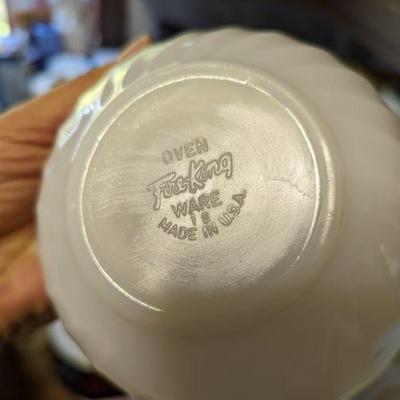 OVEN
Fire-King
WARE
18
MADE IN U.S.A.